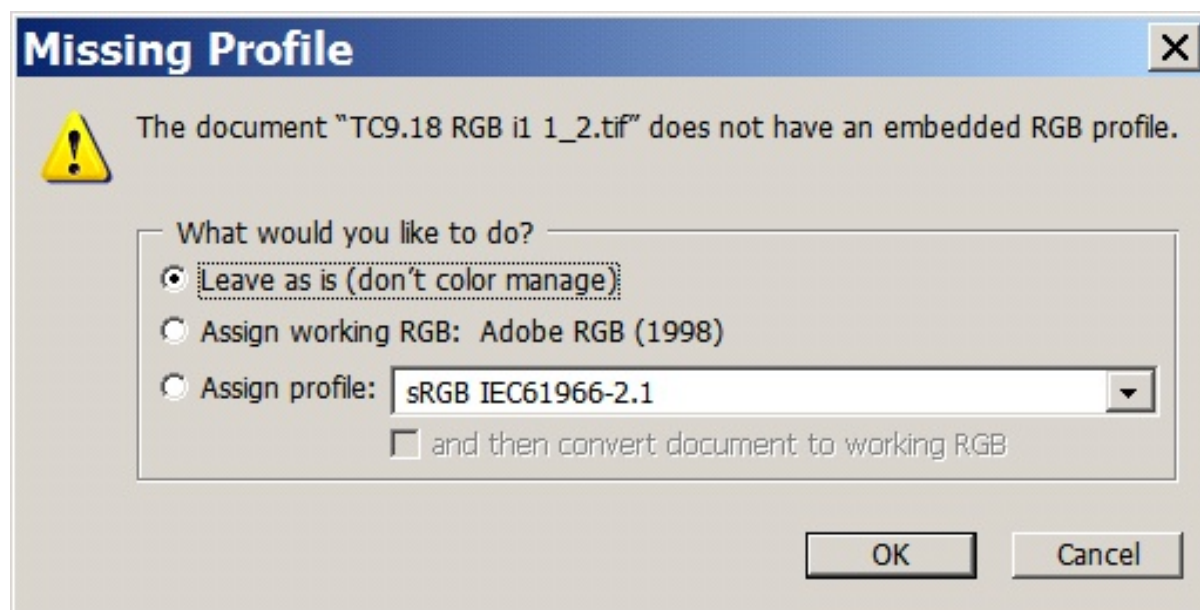 Missing Profile
The document “TC9.18 RGB i1 1_2.tif” does not have an embedded RGB profile.
What would you like to do?
Leave as is (don’t color manage)
Assign working RGB:  Adobe RGB (1998)
Assign profile: sRGB IEC61966-2.1
and then convert document to working RGB
OK Cancel